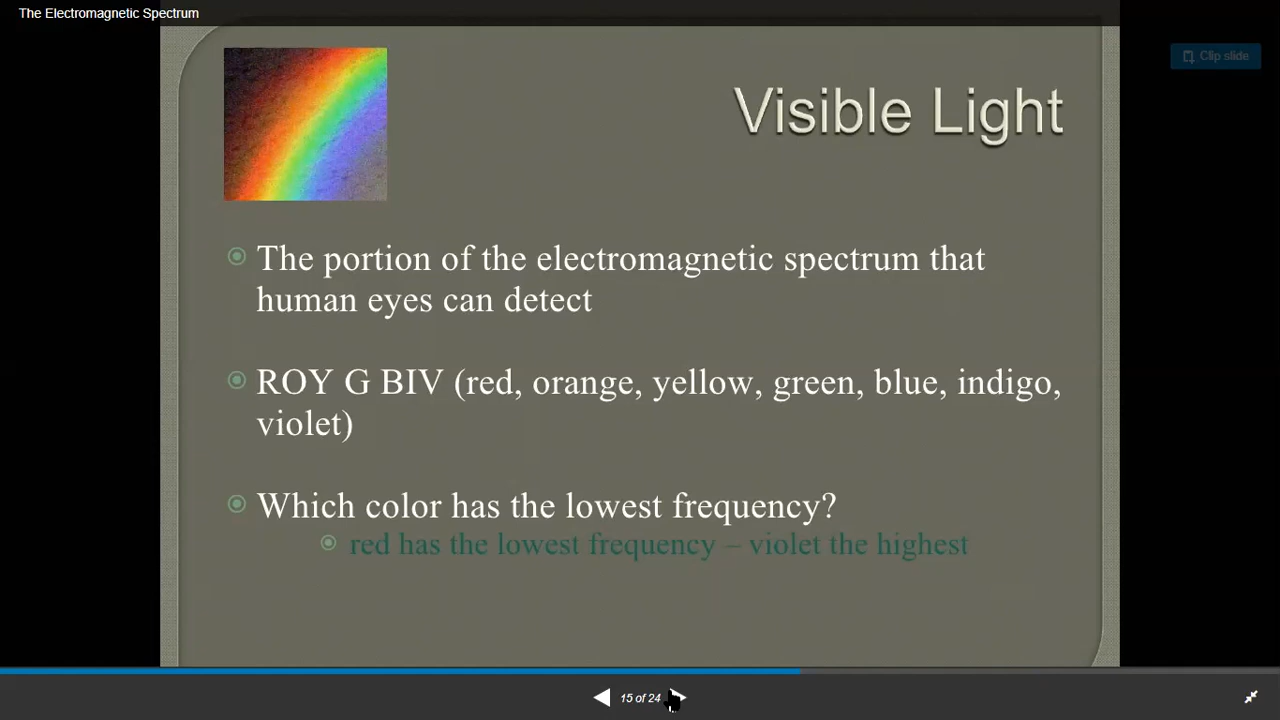 The Electromagnetic Spectrum
Clip slide
Visible Light
The portion of the electromagnetic spectrum that
human eyes can detect
ROY G BIV (red, orange, yellow, green, blue, indigo,
violet)
Which color has the lowest frequency?
red has the lowest frequency – violet the highest
15 of 24